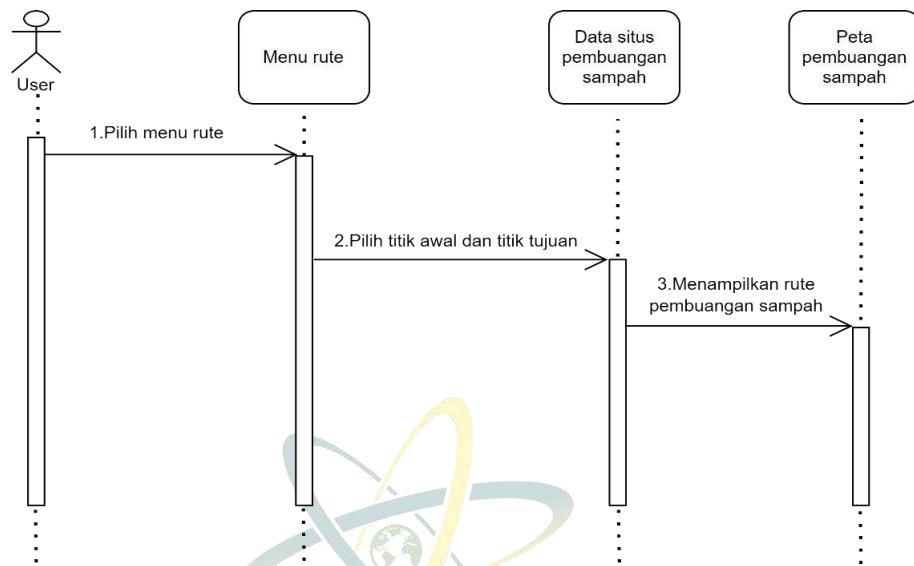 User
Menu rute
Data situs
pembuangan
sampah
Peta
pembuangan
sampah
1.Pilih menu rute
2.Pilih titik awal dan titik tujuan
3.Menampilkan rute
pembuangan sampah